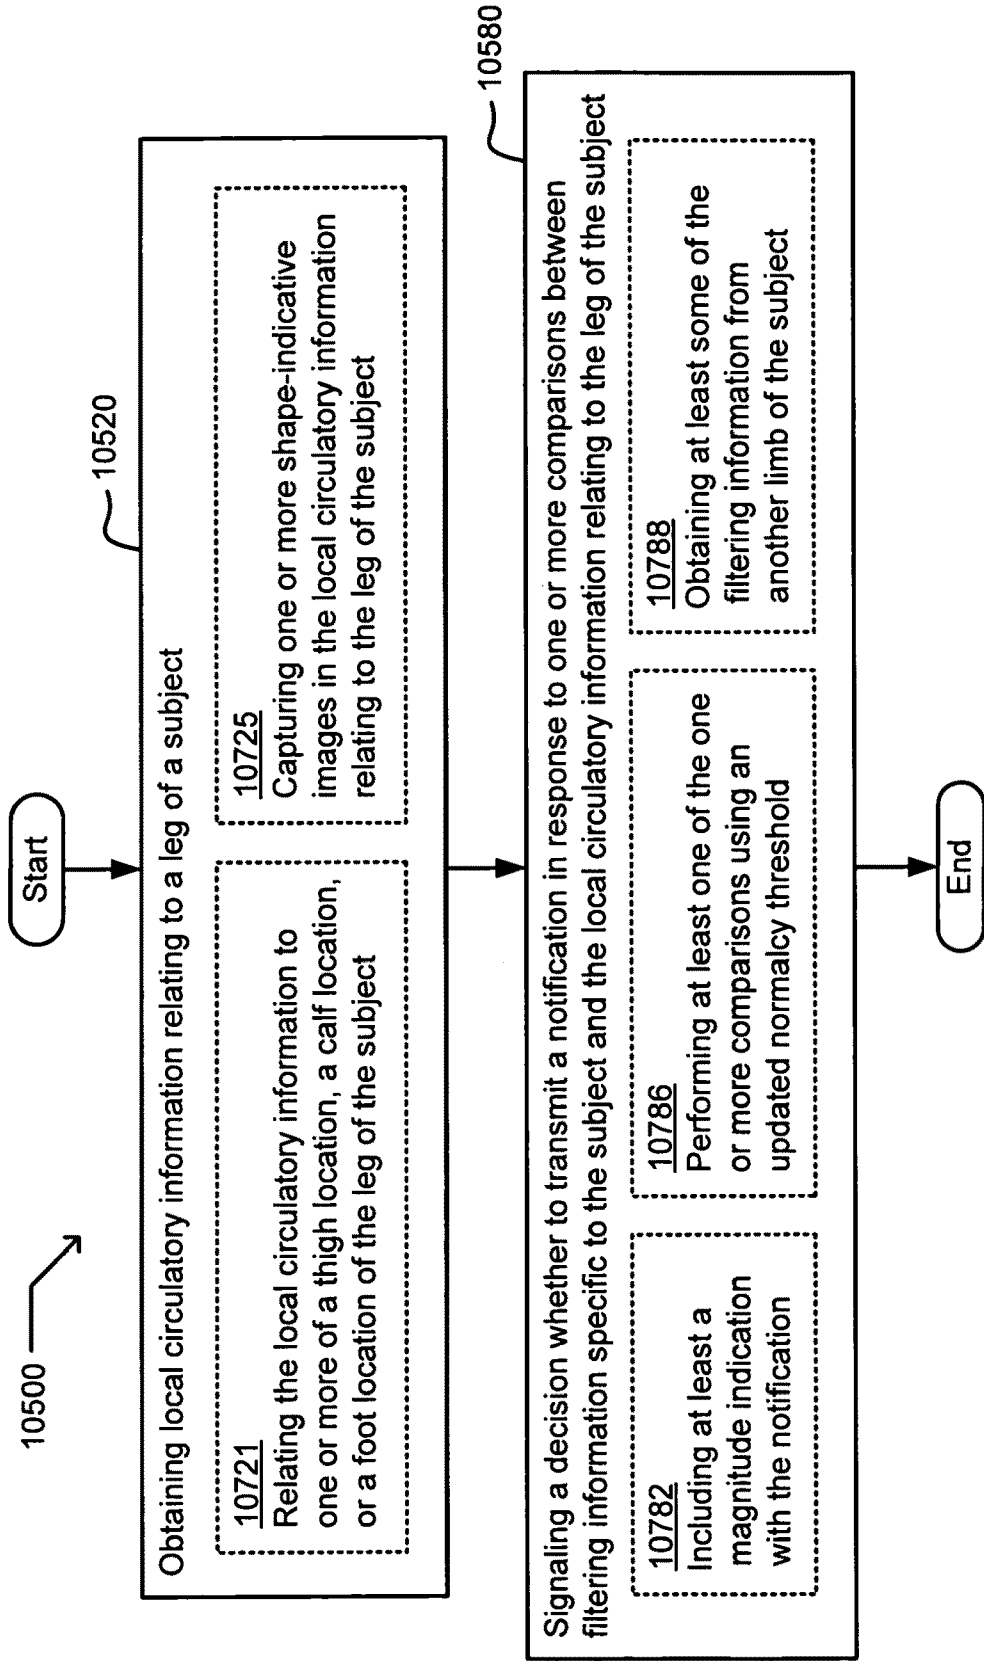 10500
Start
10520
Obtaining local circulatory information relating to a leg of a subject
10721
Relating the local circulatory information to
one or more of a thigh location, a calf location,
or a foot location of the leg of the subject
10725
Capturing one or more shape-indicative
images in the local circulatory information
relating to the leg of the subject
10580
Signaling a decision whether to transmit a notification in response to one or more comparisons between
filtering information specific to the subject and the local circulatory information relating to the leg of the subject
10782
Including at least a
magnitude indication
with the notification
10786
Performing at least one of the one
or more comparisons using an
updated normalcy threshold
10788
Obtaining at least some of the
filtering information from
another limb of the subject
End